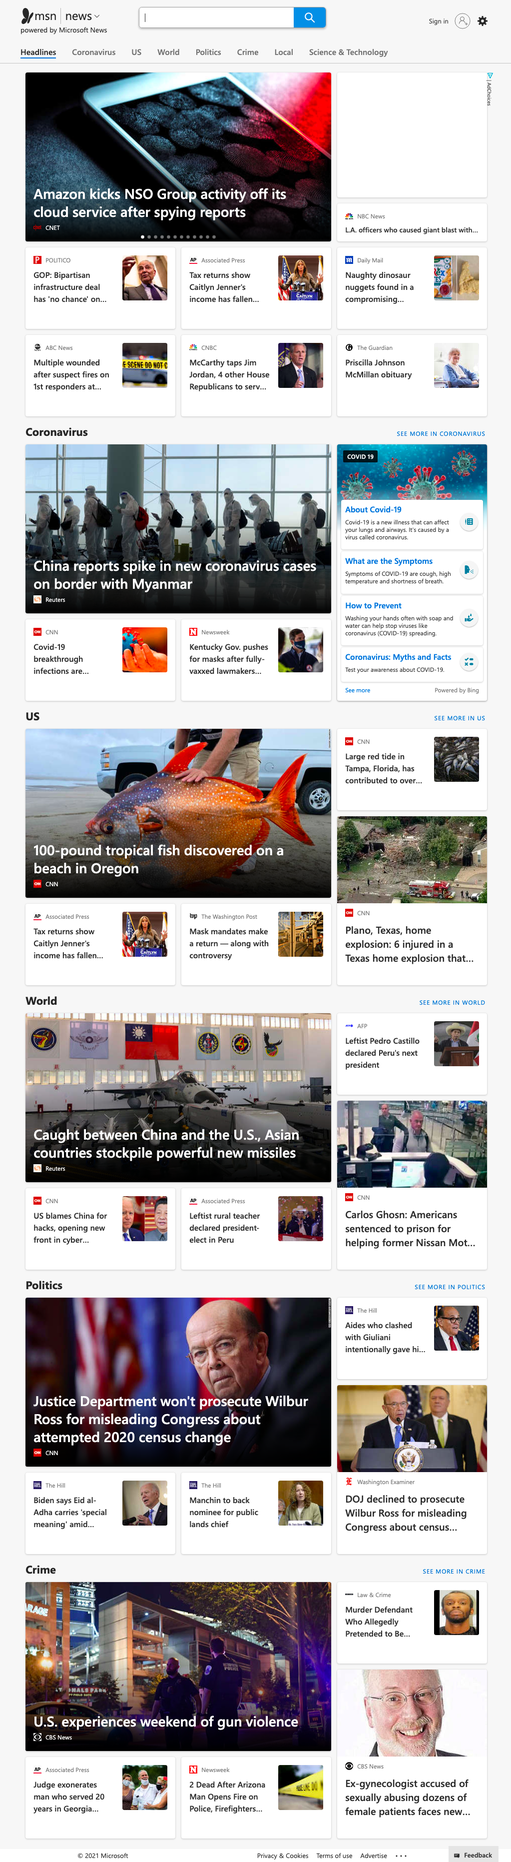 msn | news
powered by Microsoft News
Sign in
Headlines Coronavirus US World Politics Crime Local Science & Technology
Amazon kicks NSO Group activity off its
cloud service after spying reports
CNET
AdChoices
NBC News
L.A. officers who caused giant blast with...
POLITICO
GOP: Bipartisan
infrastructure deal
has 'no chance' on...
Associated Press
Tax returns show
Caitlyn Jenner's
income has fallen...
Daily Mail
Naughty dinosaur
nuggets found in a
compromising...
ABC News
Multiple wounded
after suspect fires on
1st responders at...
CNBC
McCarthy taps Jim
Jordan, 4 other House
Republicans to serv...
The Guardian
Priscilla Johnson
McMillan obituary
Coronavirus
SEE MORE IN CORONAVIRUS
China reports spike in new coronavirus cases
on border with Myanmar
Reuters
COVID 19
About Covid-19
Covid-19 is a new illness that can affect
your lungs and airways. It's caused by a
virus called coronavirus.
What are the Symptoms
Symptoms of COVID-19 are cough, high
temperature and shortness of breath.
How to Prevent
Washing your hands often with soap and
water can help stop viruses like
coronavirus (COVID-19) spreading.
Coronavirus: Myths and Facts
Test your awareness about COVID-19.
See more
Powered by Bing
CNN
Covid-19
breakthrough
infections are...
Newsweek
Kentucky Gov. pushes
for masks after fully-
vaxxed lawmakers...
US
SEE MORE IN US
100-pound tropical fish discovered on a
beach in Oregon
CNN
CNN
Large red tide in
Tampa, Florida, has
contributed to over...
CNN
Plano, Texas, home
explosion: 6 injured in a
Texas home explosion that...
Associated Press
Tax returns show
Caitlyn Jenner's
income has fallen...
The Washington Post
Mask mandates make
a return — along with
controversy
World
SEE MORE IN WORLD
Caught between China and the U.S., Asian
countries stockpile powerful new missiles
Reuters
AFP
Leftist Pedro Castillo
declared Peru's next
president
CNN
Carlos Ghosn: Americans
sentenced to prison for
helping former Nissan Mot...
CNN
US blames China for
hacks, opening new
front in cyber...
Associated Press
Leftist rural teacher
declared president-
elect in Peru
Politics
SEE MORE IN POLITICS
Justice Department won't prosecute Wilbur
Ross for misleading Congress about
attempted 2020 census change
CNN
The Hill
Aides who clashed
with Giuliani
intentionally gave hi...
Washington Examiner
DOJ declined to prosecute
Wilbur Ross for misleading
Congress about census...
The Hill
Biden says Eid al-
Adha carries 'special
meaning' amid...
The Hill
Manchin to back
nominee for public
lands chief
Crime
SEE MORE IN CRIME
U.S. experiences weekend of gun violence
CBS News
Law & Crime
Murder Defendant
Who Allegedly
Pretended to Be...
CBS News
Ex-gynecologist accused of
sexually abusing dozens of
female patients faces new...
Associated Press
Judge exonerates
man who served 20
years in Georgia...
Newsweek
2 Dead After Arizona
Man Opens Fire on
Police, Firefighters...
© 2021 Microsoft
Privacy & Cookies Terms of use Advertise ...
Feedback